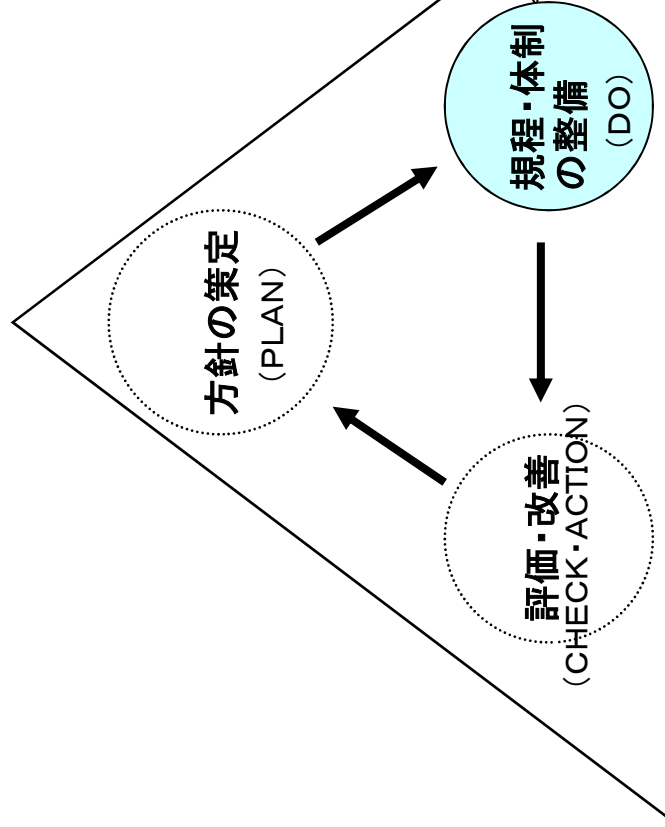 方針の策定
（PLAN）
規程・体制
の整備
（DO）
評価・改善
（CHECK・ACTION）